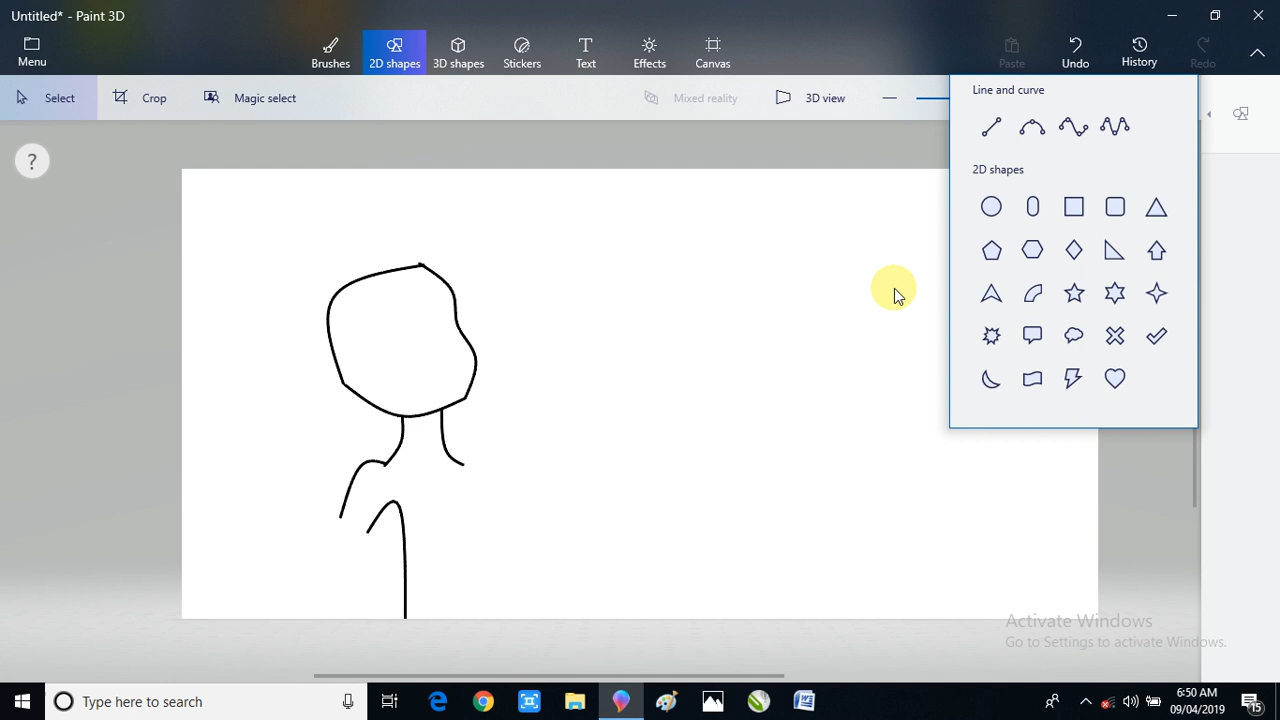 Untitled* - Paint 3D
Menu
Brushes
2D shapes
3D shapes
Stickers
Text
Effects
Canvas
Paste
Undo
History
Redo
Select
Crop
Magic select
Mixed reality
3D view
Line and curve
2D shapes
?
Activate Windows
Go to Settings to activate Windows.
Type here to search
6:50 AM
09/04/2019
15